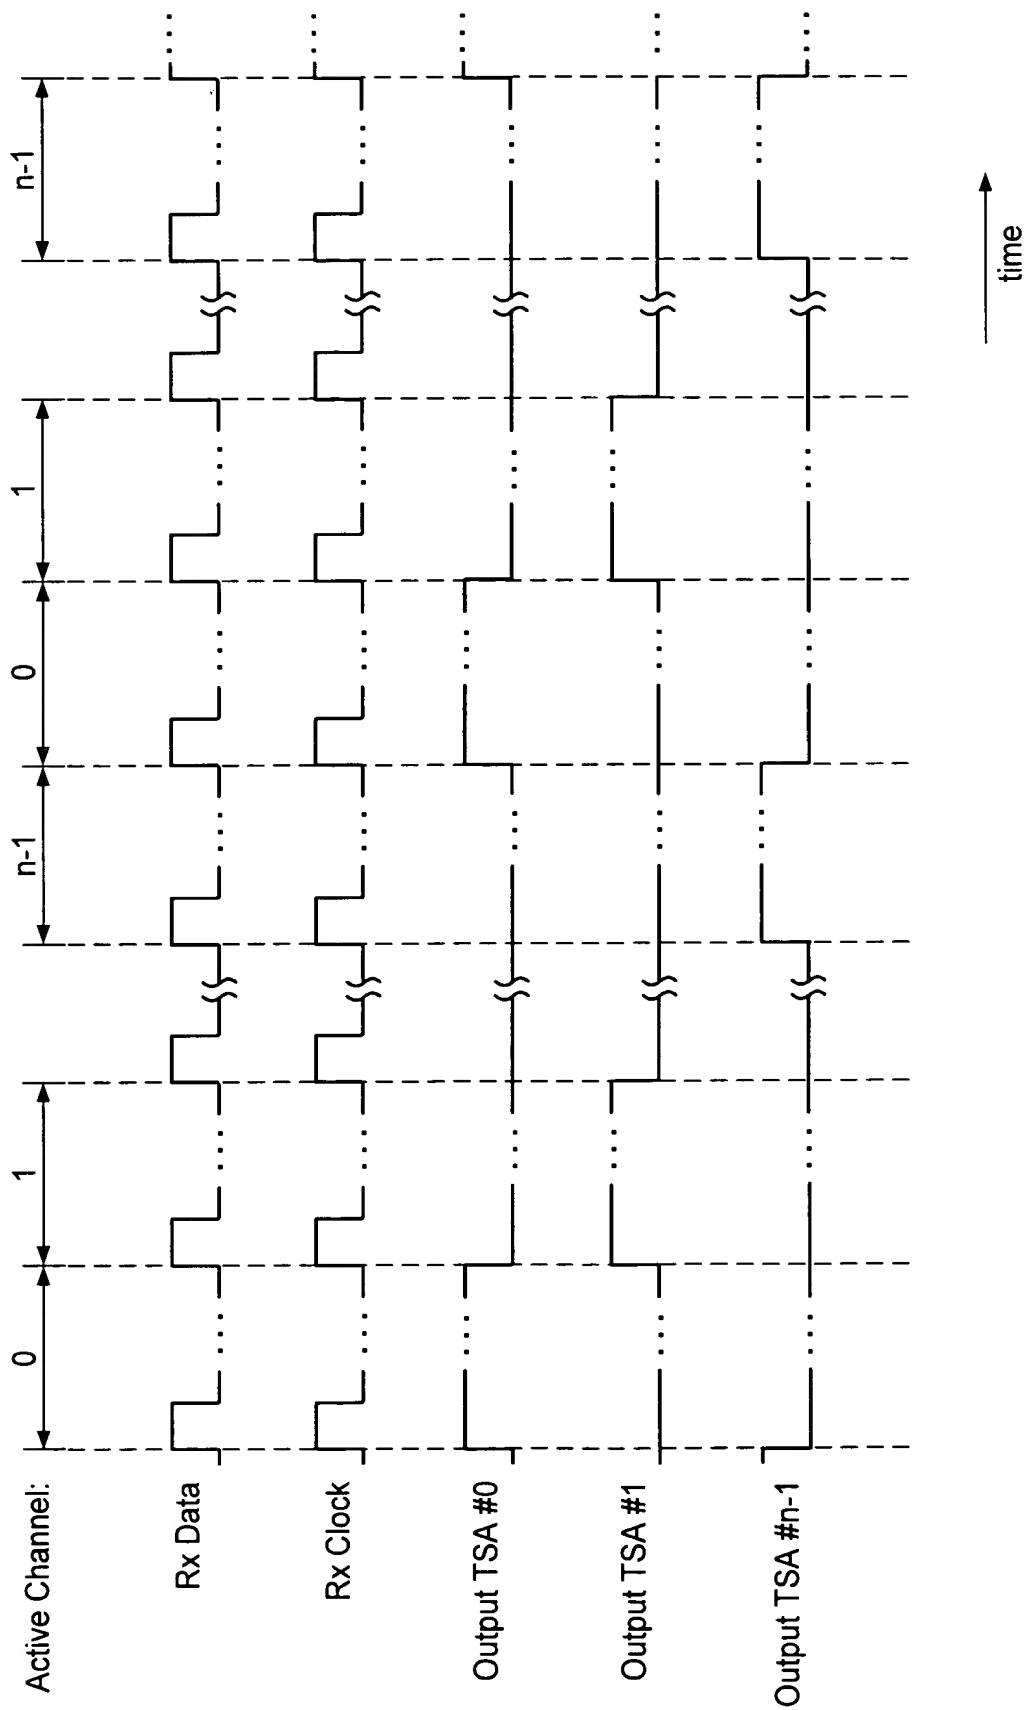 Active Channel: 0 1 n-1 0 1 n-1
Rx Data
Rx Clock
Output TSA #0
Output TSA #1
Output TSA #n-1
time